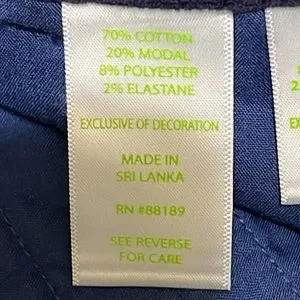 70% COTTON
20% MODAL
8% POLYESTER
2% ELASTANE
EXCLUSIVE OF DECORATION
MADE IN
SRI LANKA
RN #88189
SEE REVERSE
FOR CARE